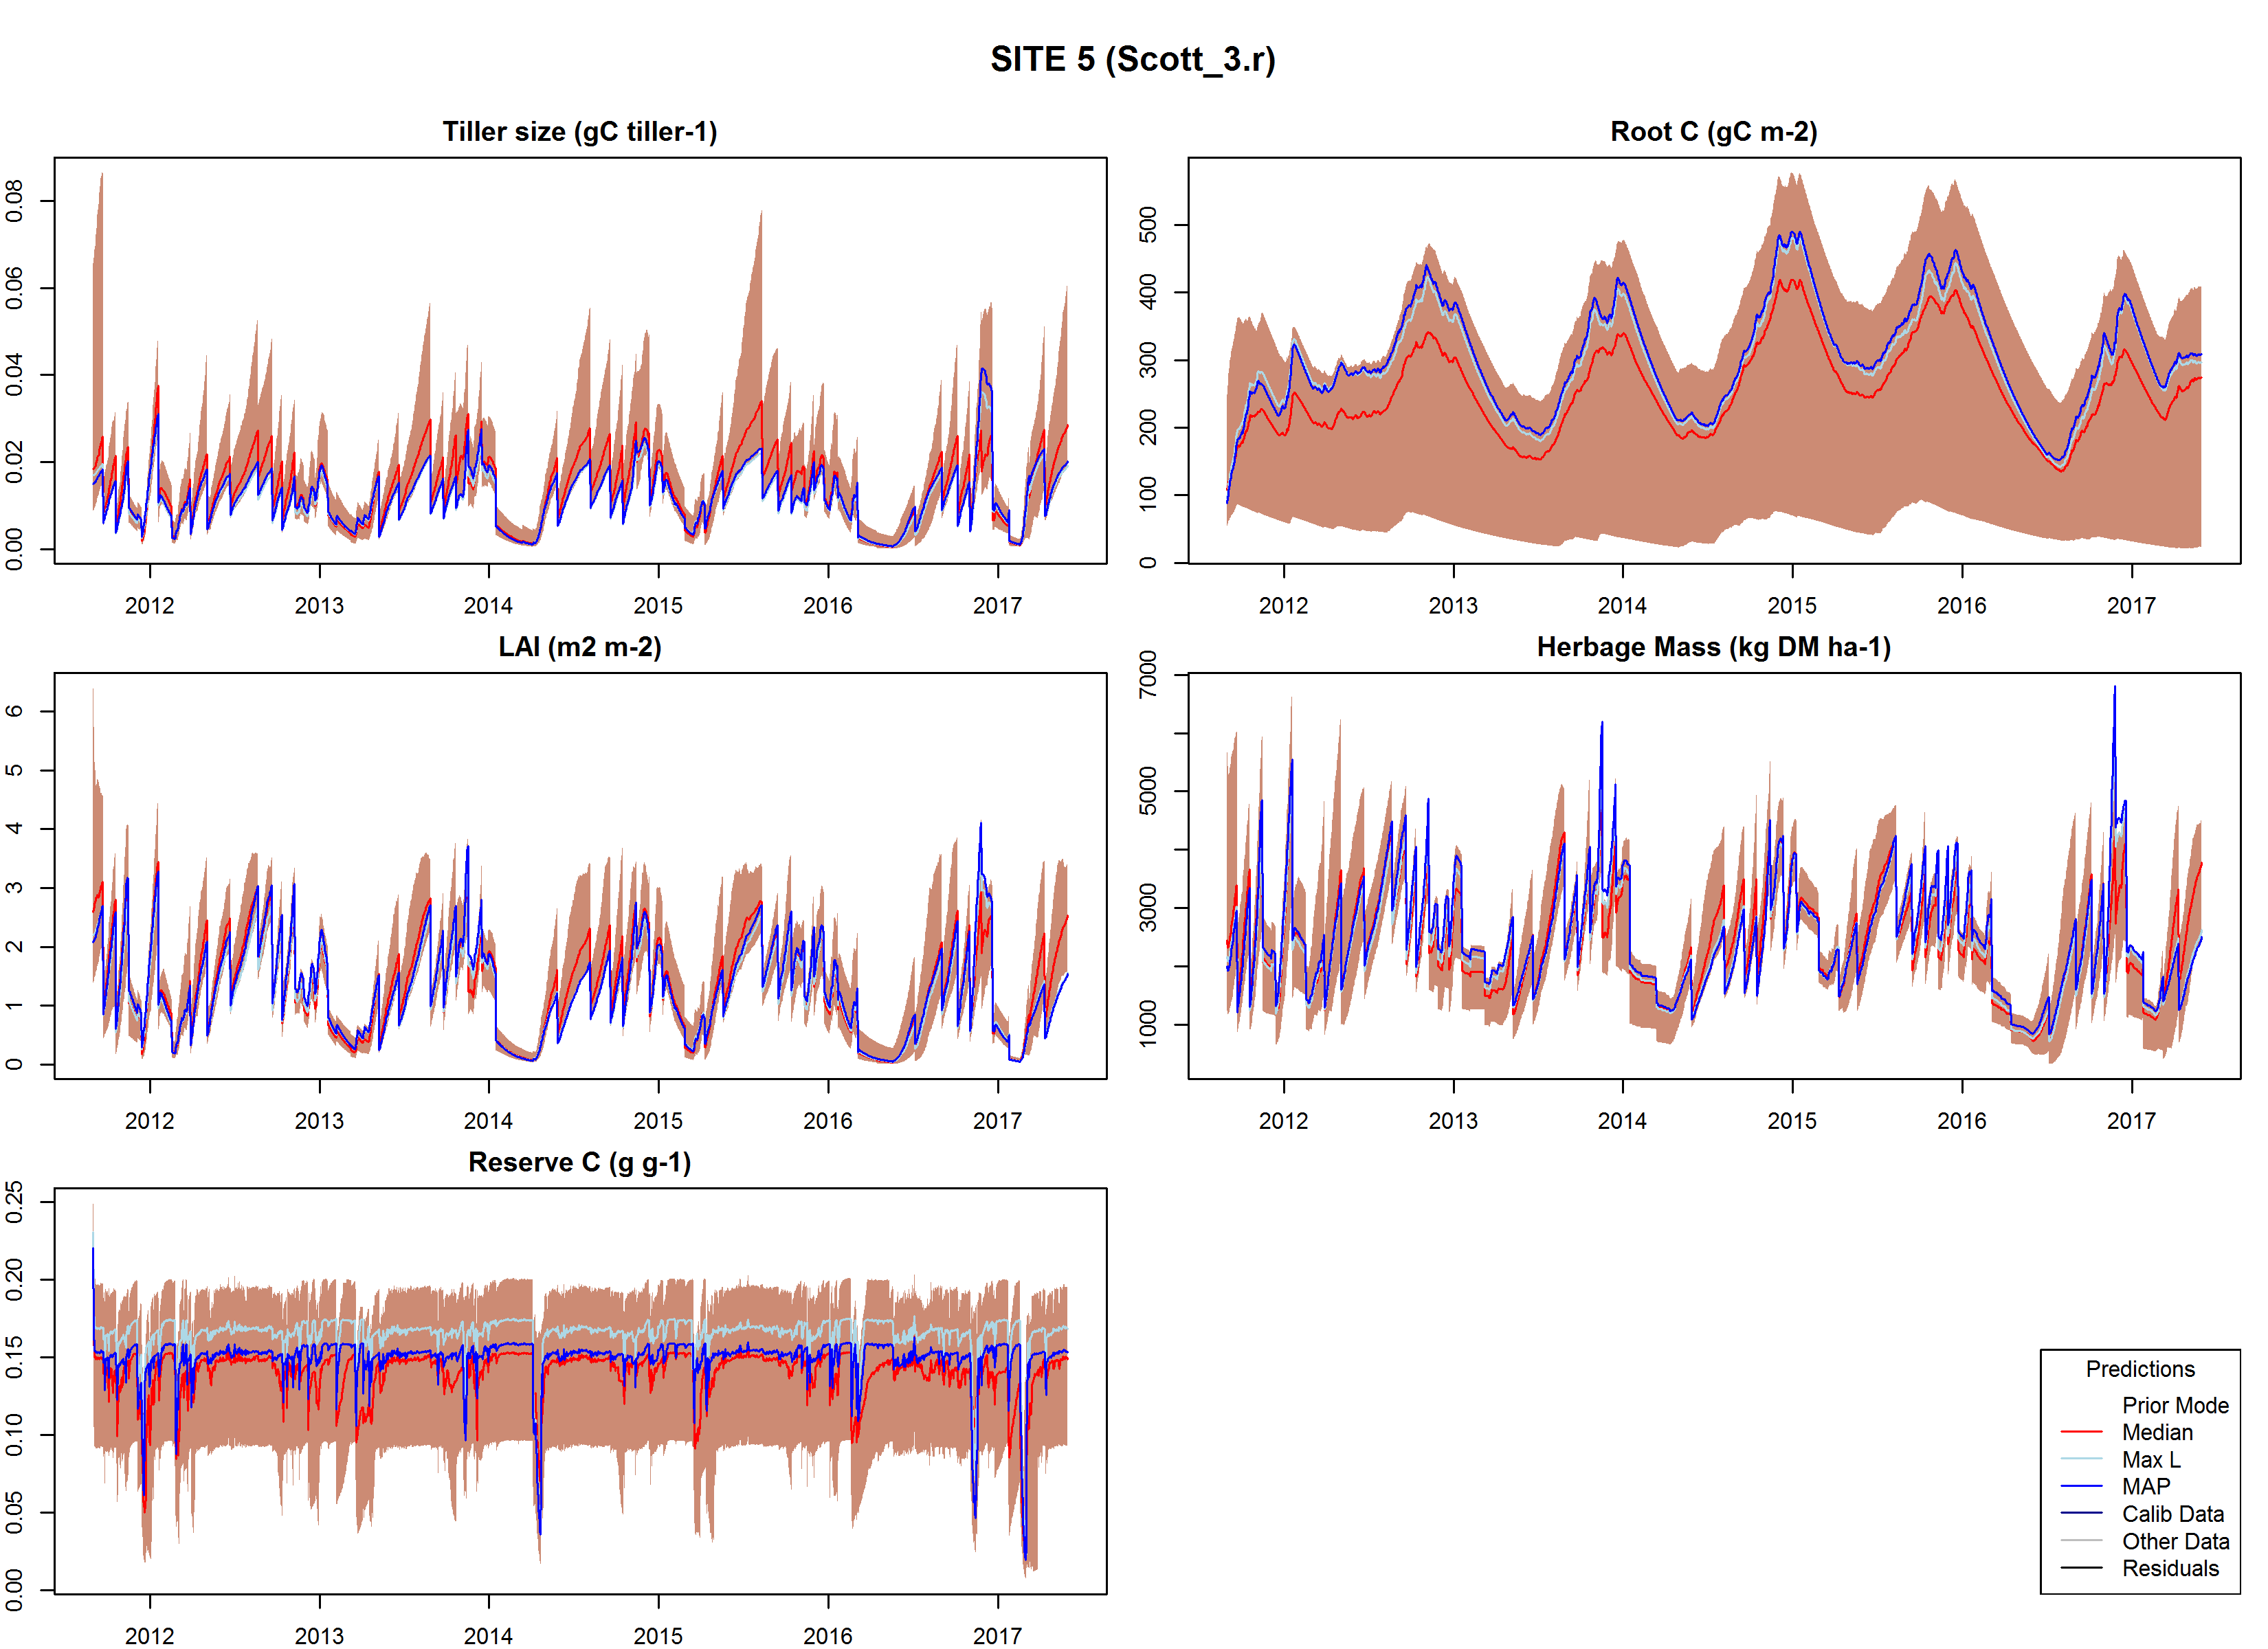 SITE 5 (Scott_3.r)
Tiller size (gC tiller-1)
0.00 0.02 0.04 0.06 0.08
2012 2013 2014 2015 2016 2017
Root C (gC m-2)
0 100 200 300 400 500
2012 2013 2014 2015 2016 2017
LAI (m2 m-2)
0 1 2 3 4 5 6
2012 2013 2014 2015 2016 2017
Herbage Mass (kg DM ha-1)
1000 3000 5000 7000
2012 2013 2014 2015 2016 2017
Reserve C (g g-1)
0.00 0.05 0.10 0.15 0.20 0.25
2012 2013 2014 2015 2016 2017
Predictions
Prior Mode
Median
Max L
MAP
Calib Data
Other Data
Residuals